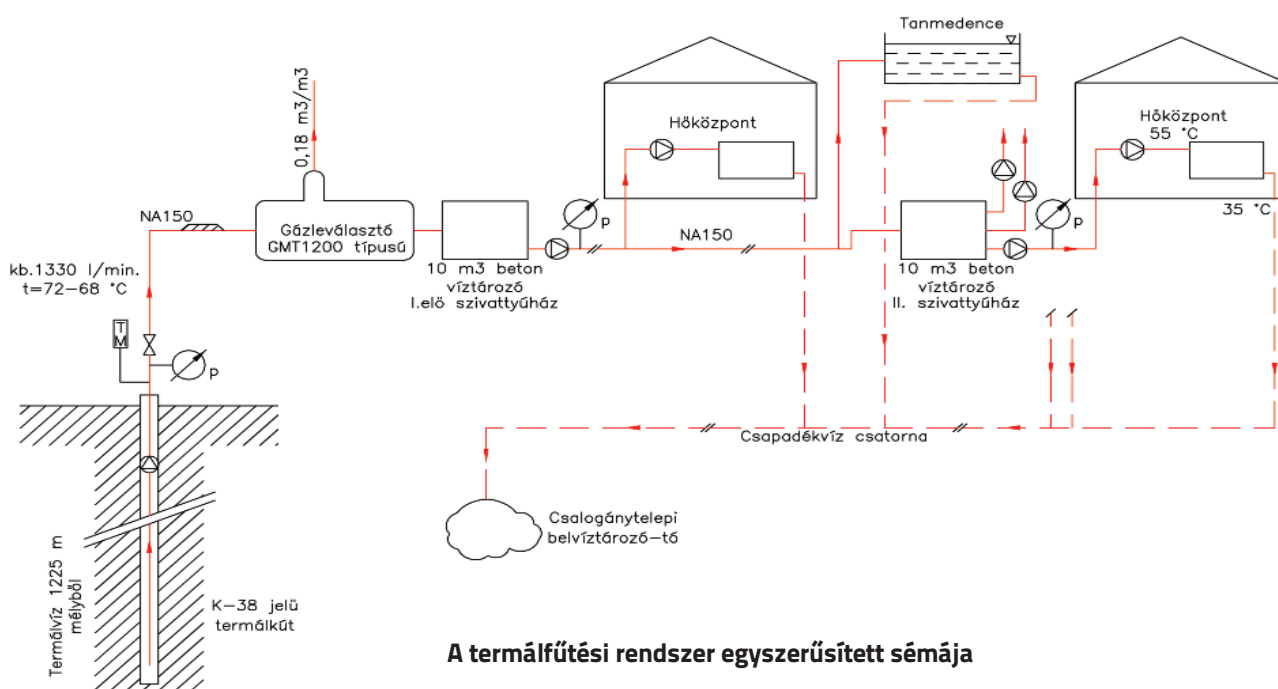 Tanmedence
0,18 m3/m3
Hőközpont
Hőközpont
55 °C
NA150
Gázleválasztó
GMT1200 típusú
p
p
35 °C
NA150
kb.1330 l/min.
t=72–68 °C
10 m3 beton
víztározó
I.elő szivattyúház
10 m3 beton
víztározó
II. szivattyúház
TM
p
Csapadékvíz csatorna
Csalogánytelepi
belvíztározó–tó
Termálvíz 1225 m
mélyből
K–38 jelű
termálkút
A termálfűtési rendszer egyszerűsített sémája